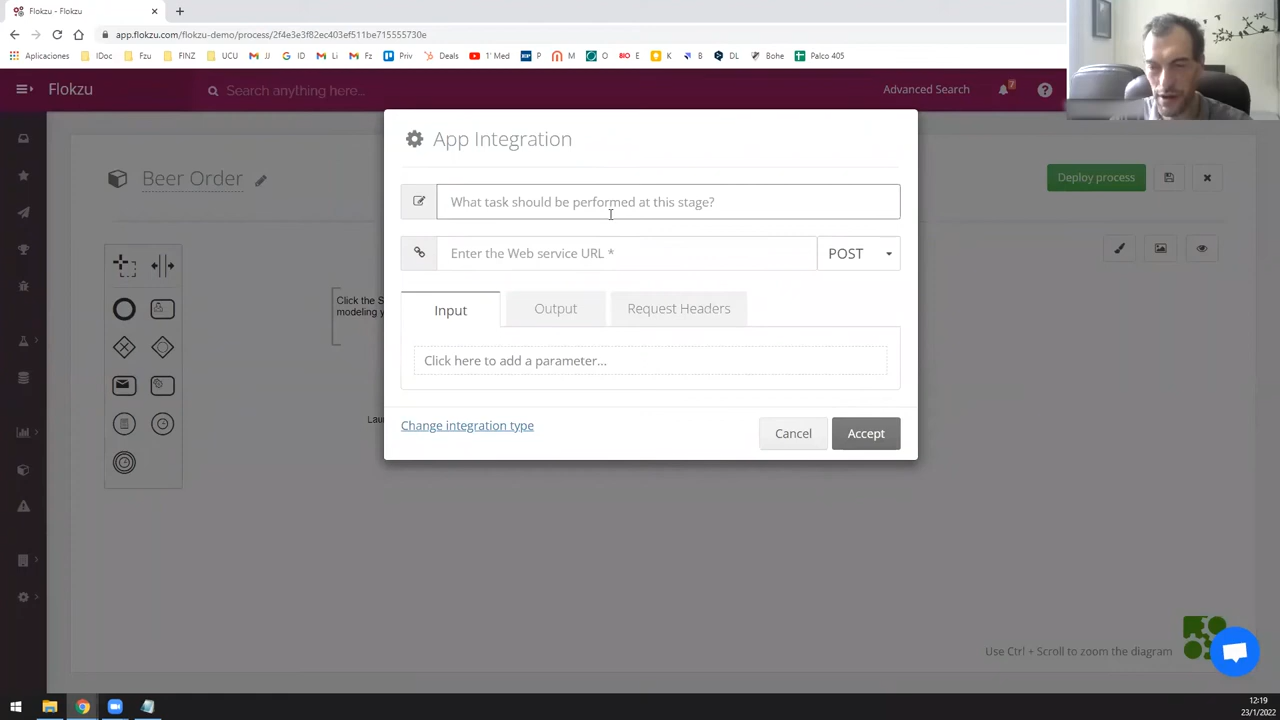 Flokzu - Flokzu
app.flokzu.com/flokzu-demo/process/2f4e3e3f82ec403ef511be715555730e
Aplicaciones IDoc Fzu FINZ UCU JJ ID Li Fz Priv Deals 1' Med P M O E K DL Bohe Palco 405
Flokzu Search anything here... Advanced Search 7
App Integration
Beer Order Deploy process
What task should be performed at this stage?
Enter the Web service URL * POST
Click the S
modeling y
Input Output Request Headers
Click here to add a parameter...
Lau
Change integration type Cancel Accept
Use Ctrl + Scroll to zoom the diagram
12:19
23/1/2022